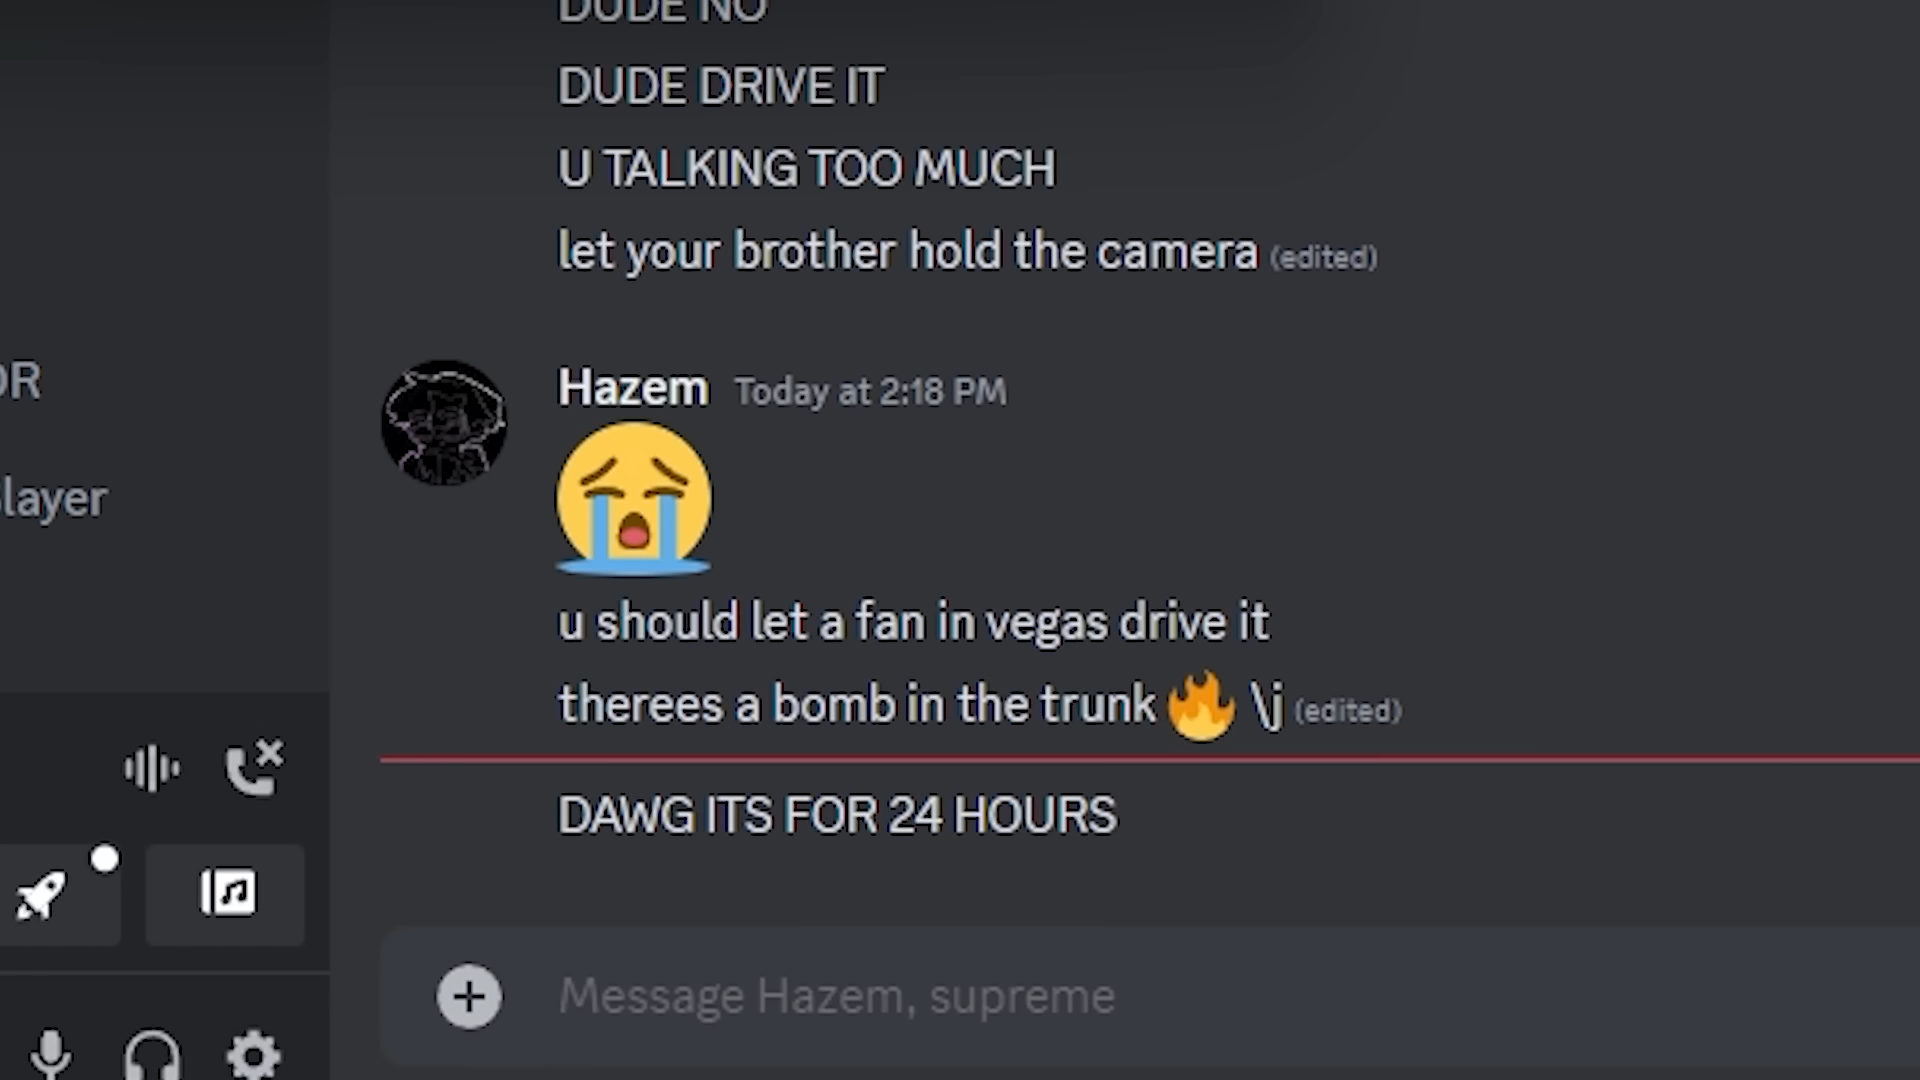 DUDE NO
DUDE DRIVE IT
U TALKING TOO MUCH
let your brother hold the camera (edited)
OR
layer
Hazem Today at 2:18 PM
😭
u should let a fan in vegas drive it
therees a bomb in the trunk 🔥 \j (edited)
DAWG ITS FOR 24 HOURS
Message Hazem, supreme